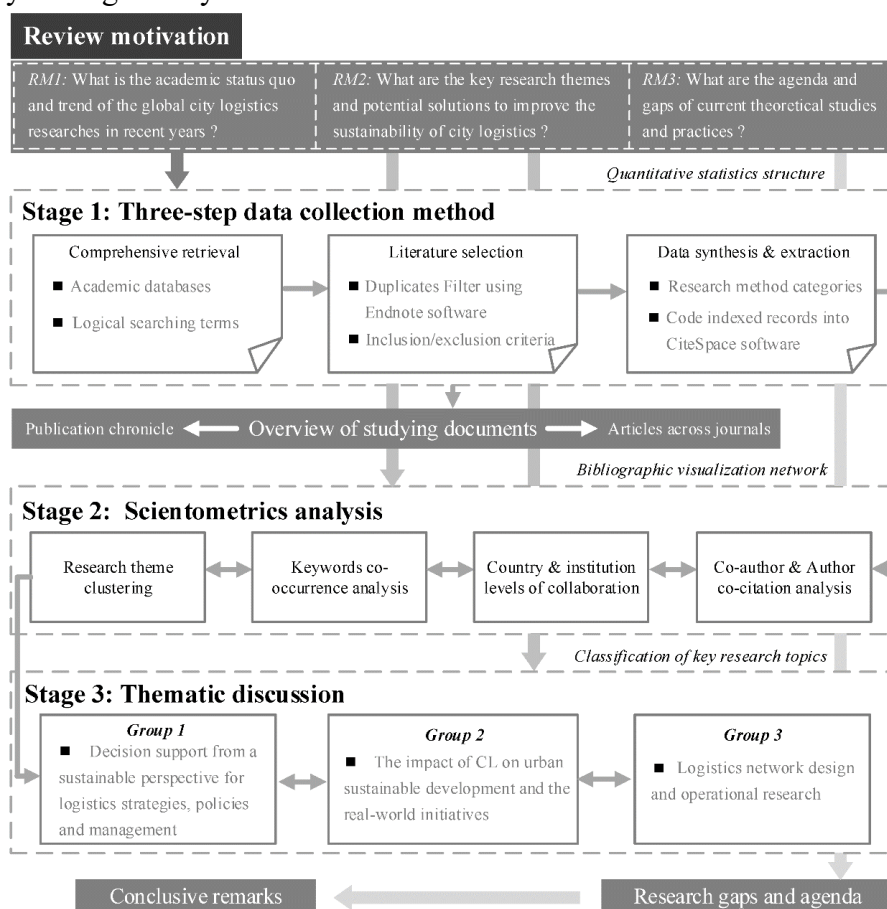 Review motivation
RM1: What is the academic status quo
and trend of the global city logistics
researches in recent years ?
RM2: What are the key research themes
and potential solutions to improve the
sustainability of city logistics ?
RM3: What are the agenda and
gaps of current theoretical studies
and practices ?
Quantitative statistics structure
Stage 1: Three-step data collection method
Comprehensive retrieval
■ Academic databases
■ Logical searching terms
Literature selection
■ Duplicates Filter using
Endnote software
■ Inclusion/exclusion criteria
Data synthesis & extraction
■ Research method categories
■ Code indexed records into
CiteSpace software
Publication chronicle
Overview of studying documents
Articles across journals
Bibliographic visualization network
Stage 2: Scientometrics analysis
Research theme
clustering
Keywords co-
occurrence analysis
Country & institution
levels of collaboration
Co-author & Author
co-citation analysis
Classification of key research topics
Stage 3: Thematic discussion
Group 1
■ Decision support from a
sustainable perspective for
logistics strategies, policies
and management
Group 2
■ The impact of CL on urban
sustainable development and the
real-world initiatives
Group 3
■ Logistics network design
and operational research
Conclusive remarks
Research gaps and agenda